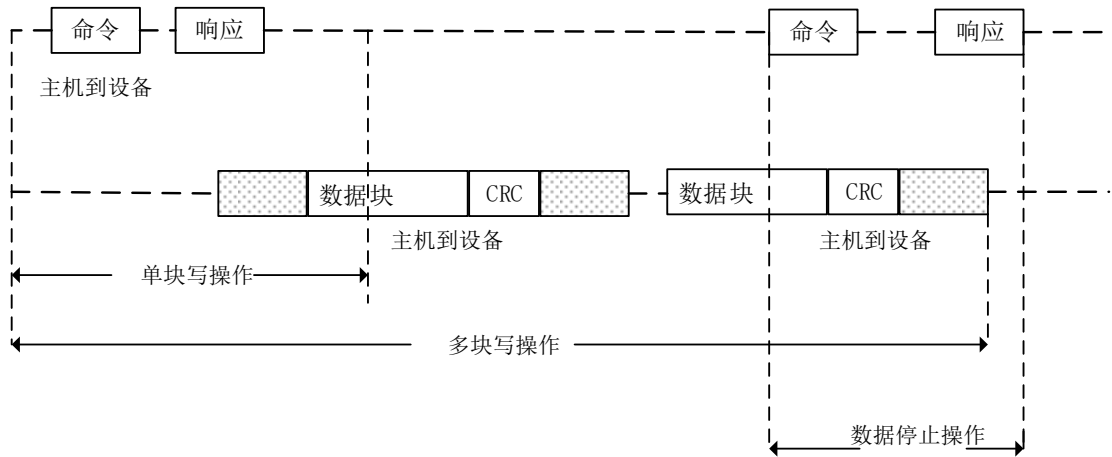 命令
响应
命令
响应
主机到设备
数据块
CRC
数据块
CRC
主机到设备
主机到设备
单块写操作
多块写操作
数据停止操作